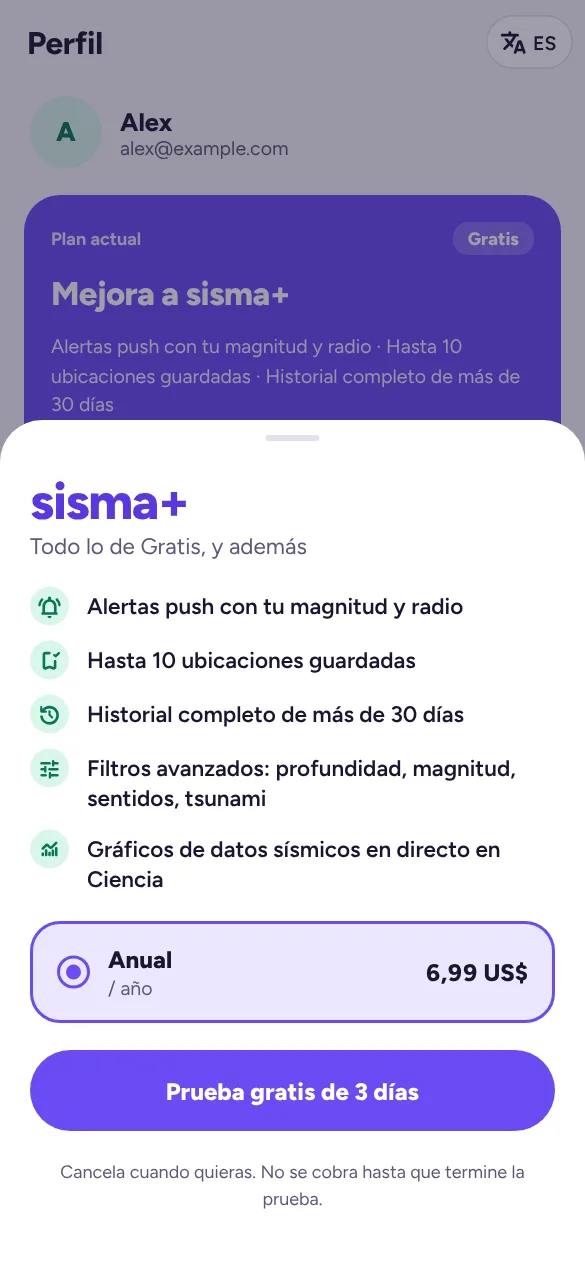 Perfil
ES
A
Alex
alex@example.com
Plan actual
Gratis
Mejora a sisma+
Alertas push con tu magnitud y radio · Hasta 10
ubicaciones guardadas · Historial completo de más de
30 días
sisma+
Todo lo de Gratis, y además
Alertas push con tu magnitud y radio
Hasta 10 ubicaciones guardadas
Historial completo de más de 30 días
Filtros avanzados: profundidad, magnitud,
sentidos, tsunami
Gráficos de datos sísmicos en directo en
Ciencia
Anual
/ año
6,99 US$
Prueba gratis de 3 días
Cancela cuando quieras. No se cobra hasta que termine la
prueba.